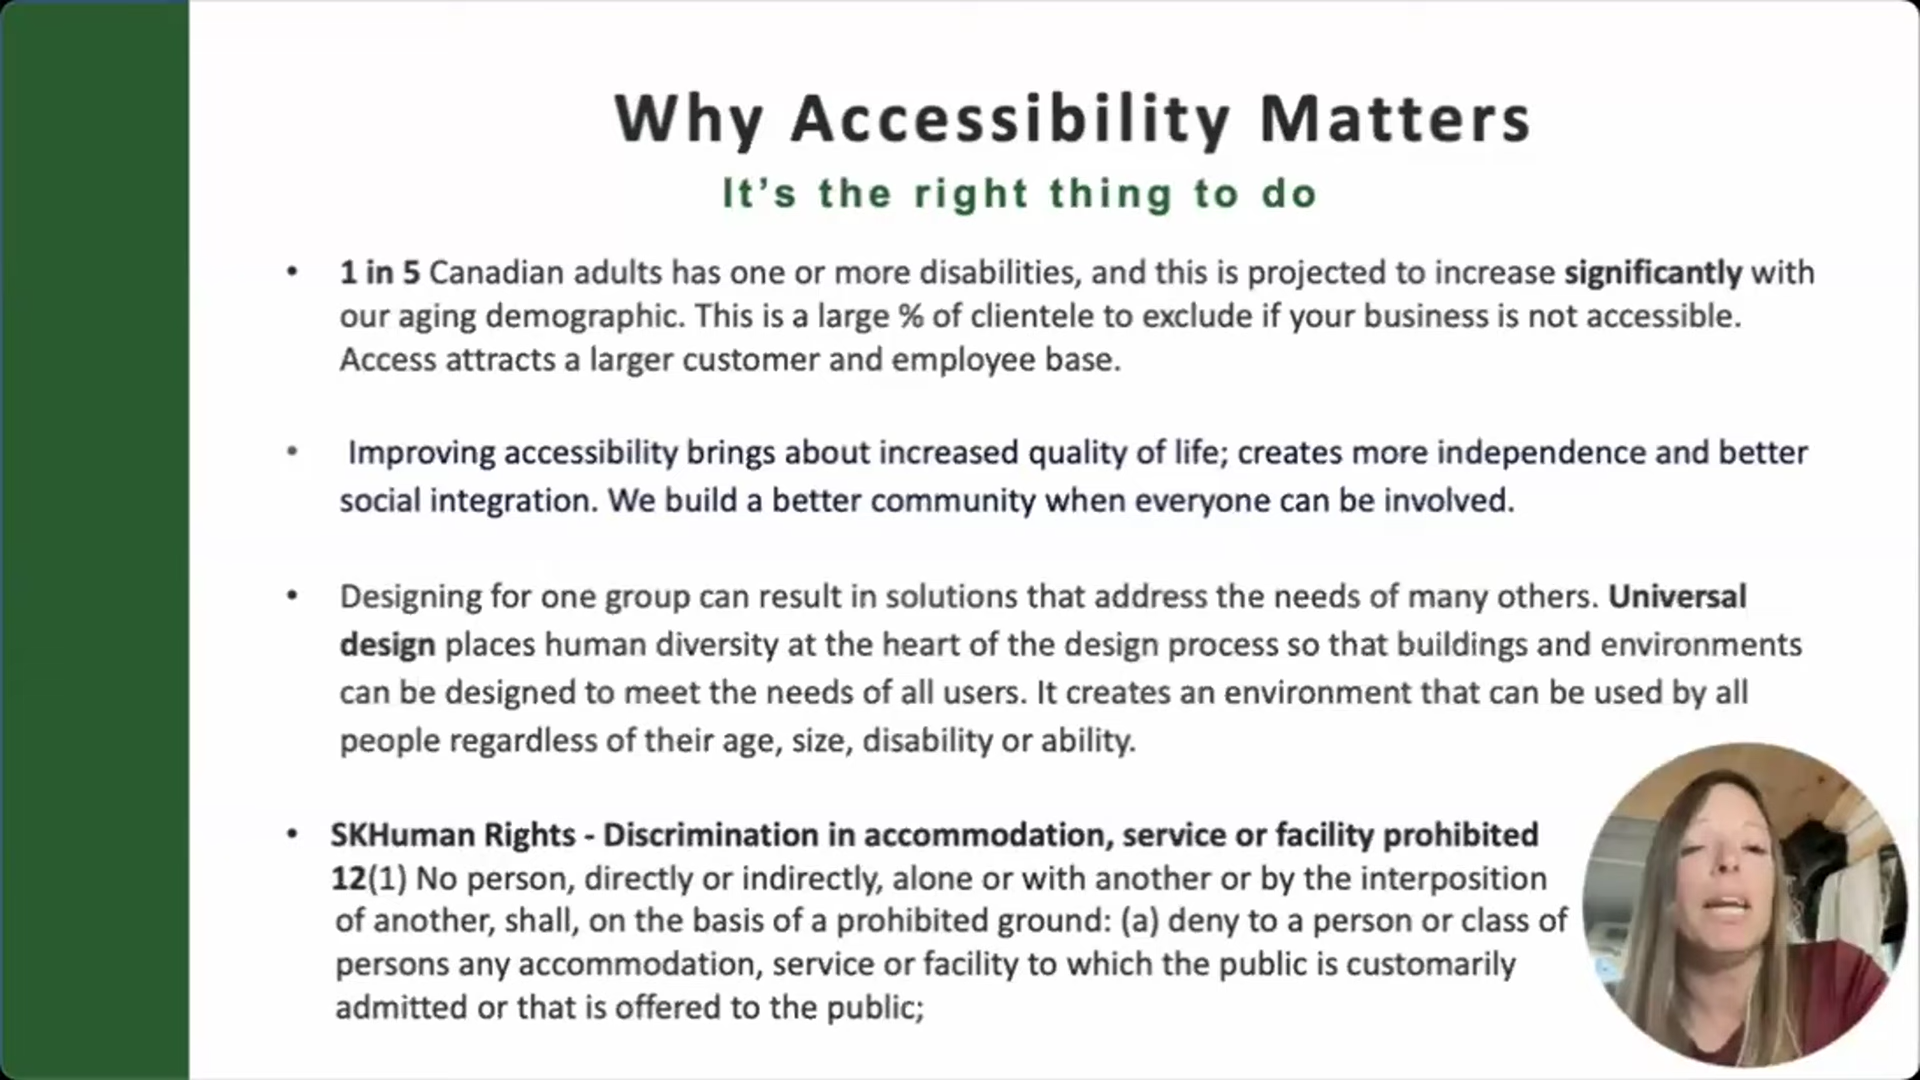 Why Accessibility Matters
It's the right thing to do
• 1 in 5 Canadian adults has one or more disabilities, and this is projected to increase significantly with
our aging demographic. This is a large % of clientele to exclude if your business is not accessible.
Access attracts a larger customer and employee base.
• Improving accessibility brings about increased quality of life; creates more independence and better
social integration. We build a better community when everyone can be involved.
• Designing for one group can result in solutions that address the needs of many others. Universal
design places human diversity at the heart of the design process so that buildings and environments
can be designed to meet the needs of all users. It creates an environment that can be used by all
people regardless of their age, size, disability or ability.
• SKHuman Rights - Discrimination in accommodation, service or facility prohibited
12(1) No person, directly or indirectly, alone or with another or by the interposition
of another, shall, on the basis of a prohibited ground: (a) deny to a person or class of
persons any accommodation, service or facility to which the public is customarily
admitted or that is offered to the public;